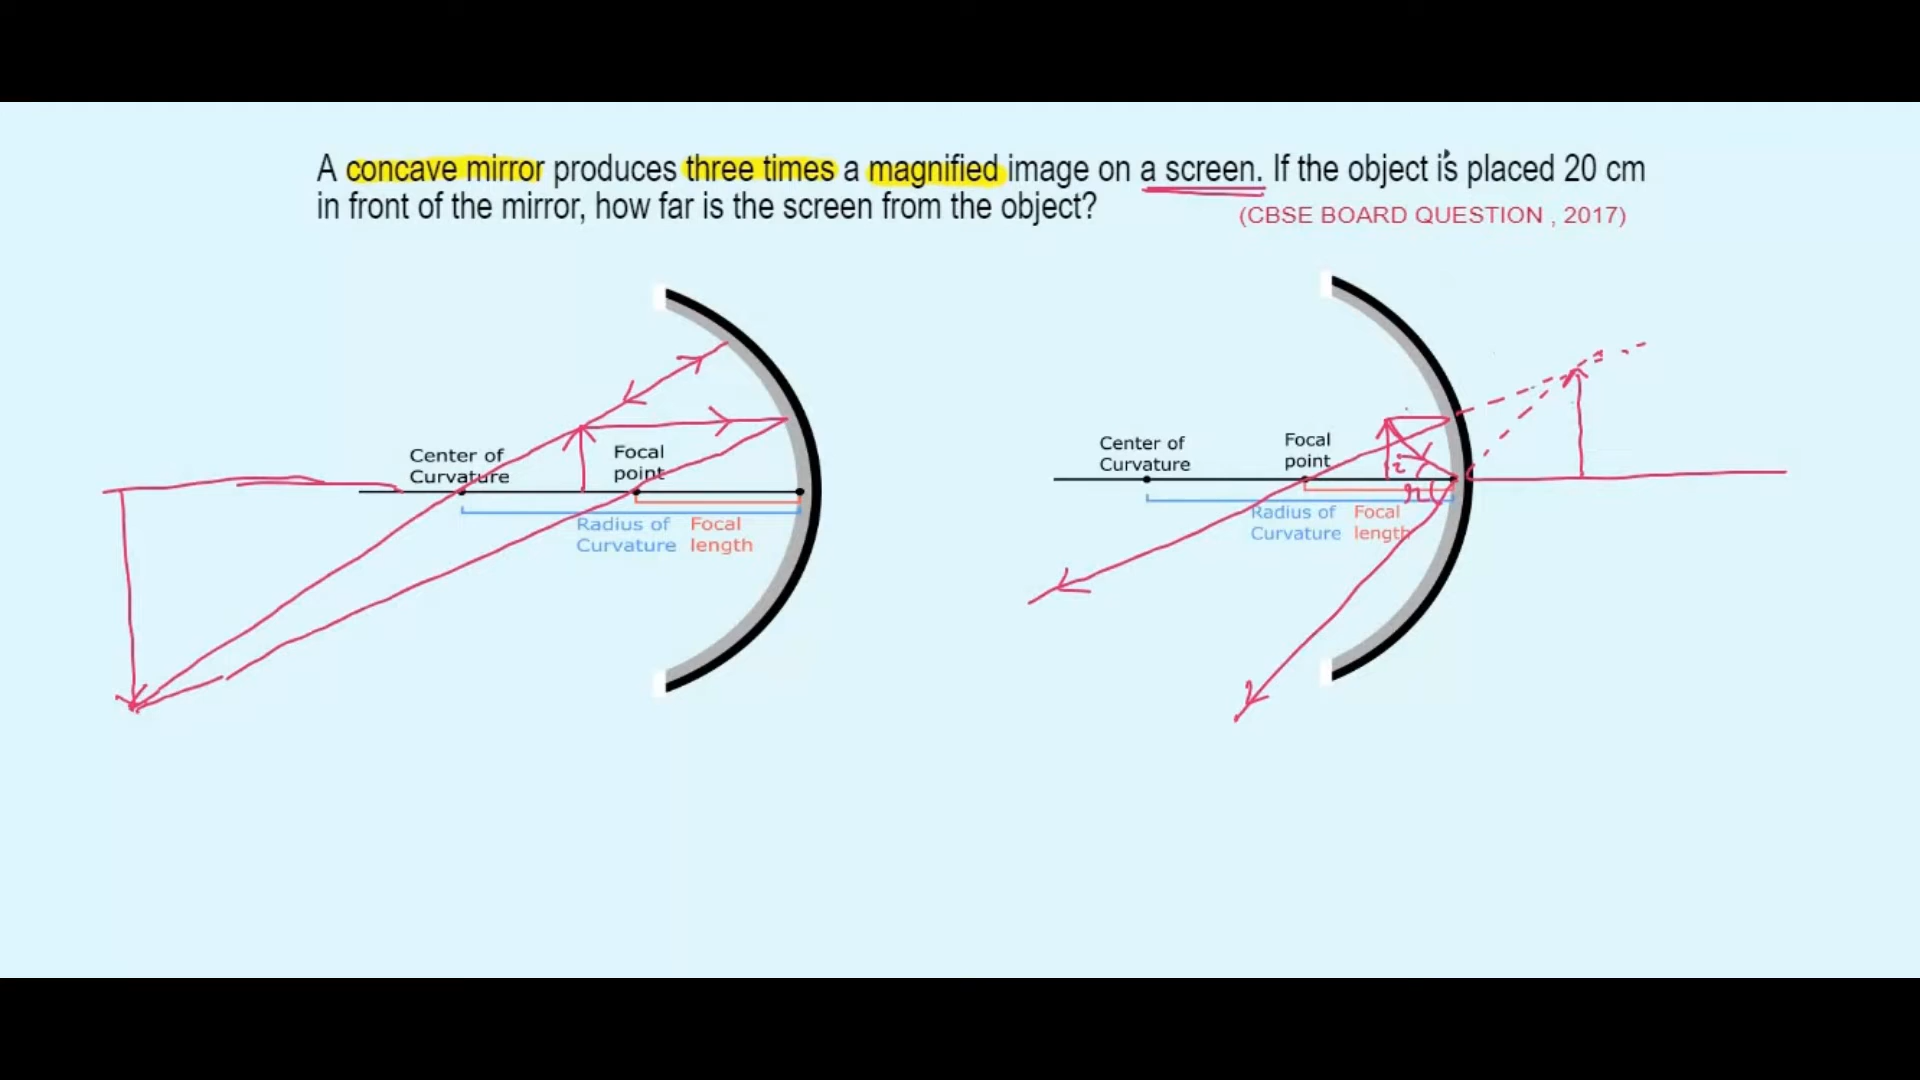 A concave mirror produces three times a magnified image on a screen. If the object is placed 20 cm
in front of the mirror, how far is the screen from the object?
(CBSE BOARD QUESTION , 2017)
Center of
Curvature
Focal
point
Radius of
Curvature
Focal
length
Center of
Curvature
Focal
point
i
r
Radius of
Curvature
Focal
length